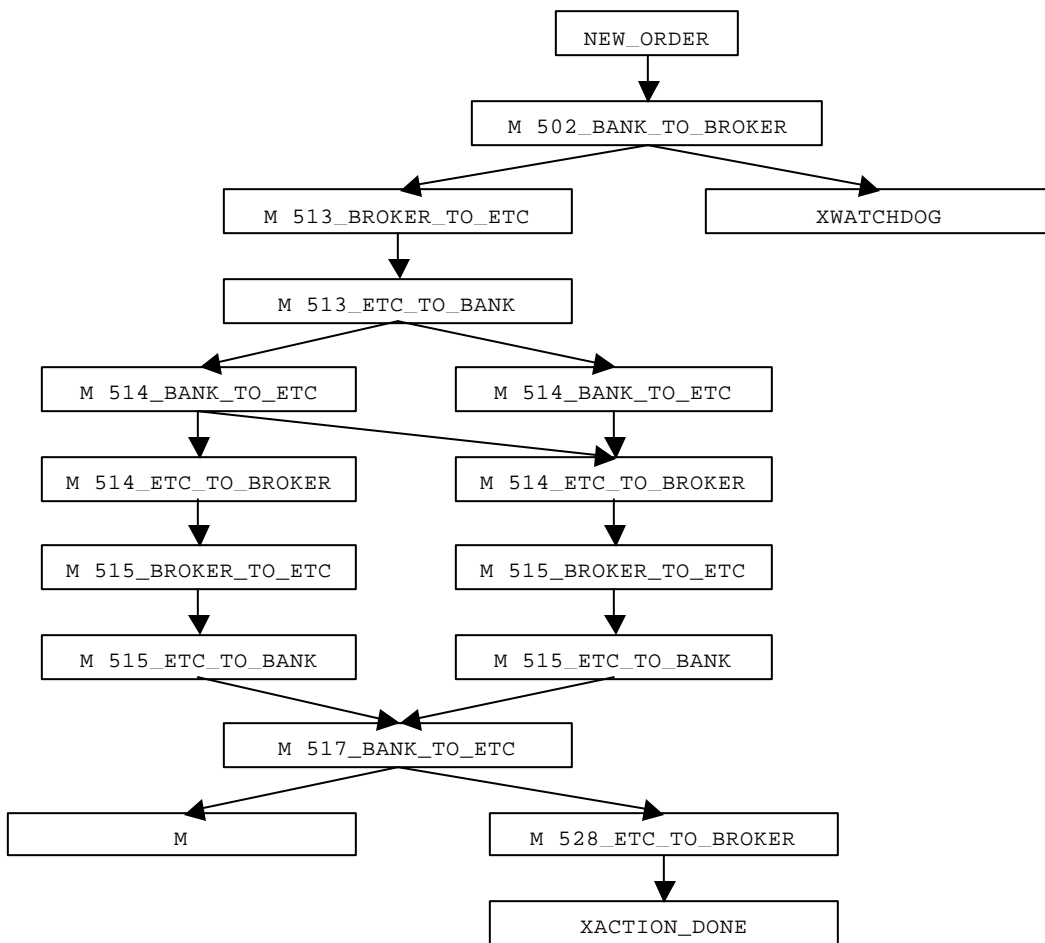 NEW_ORDER
M 502_BANK_TO_BROKER
M 513_BROKER_TO_ETC
XWATCHDOG
M 513_ETC_TO_BANK
M 514_BANK_TO_ETC
M 514_BANK_TO_ETC
M 514_ETC_TO_BROKER
M 514_ETC_TO_BROKER
M 515_BROKER_TO_ETC
M 515_BROKER_TO_ETC
M 515_ETC_TO_BANK
M 515_ETC_TO_BANK
M 517_BANK_TO_ETC
M
M 528_ETC_TO_BROKER
XACTION_DONE